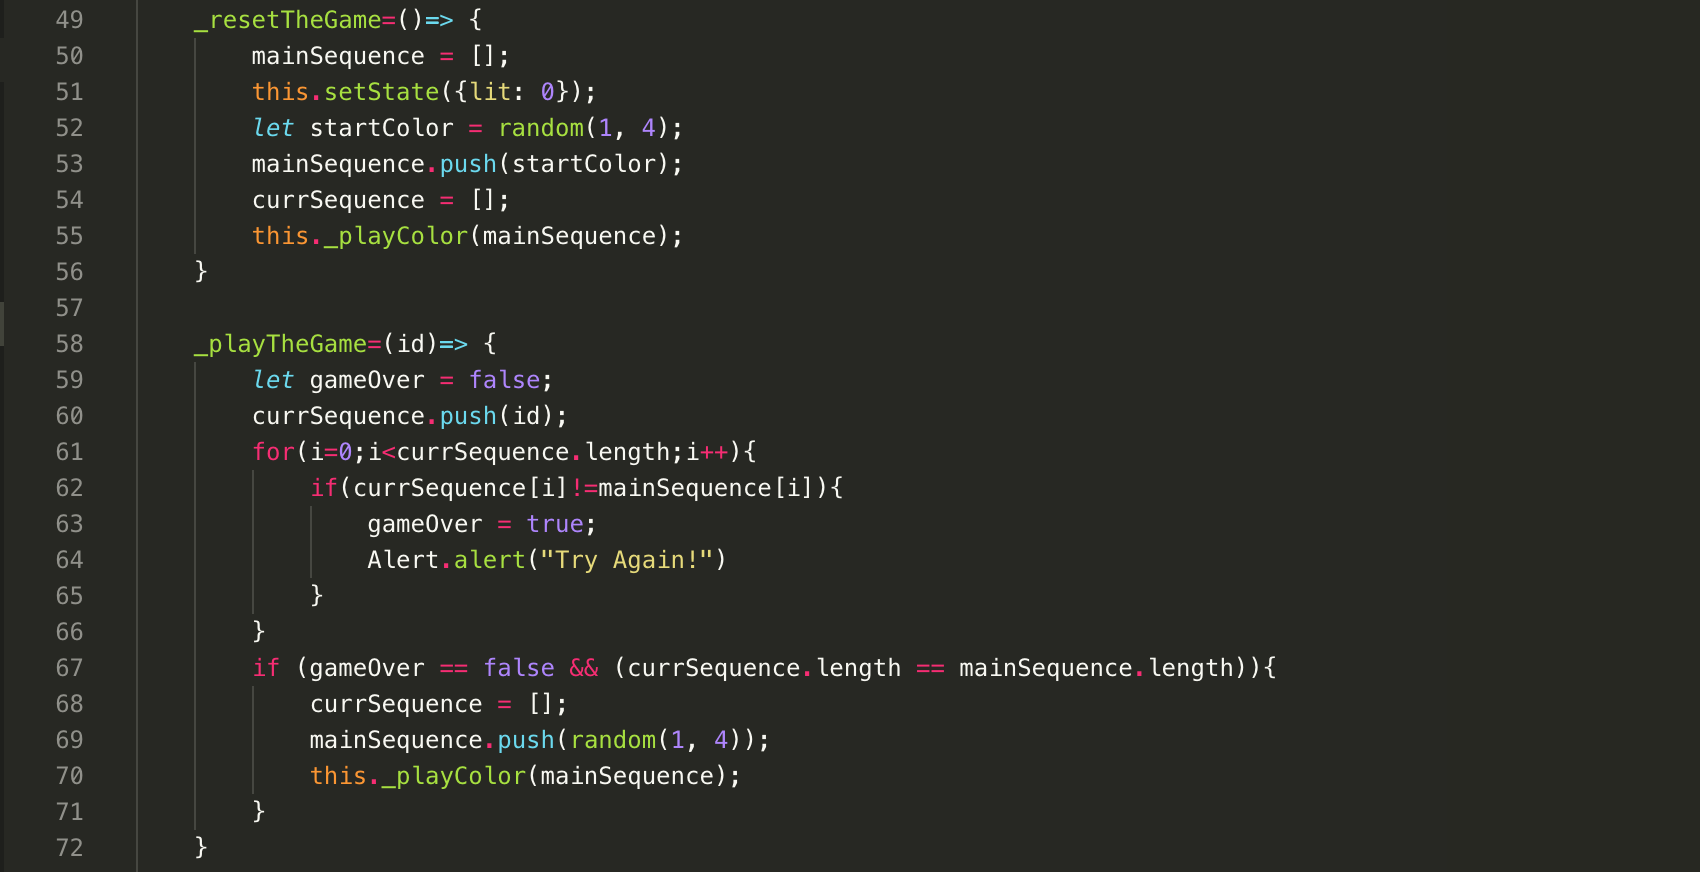 49 _resetTheGame=()=> {
50 mainSequence = [];
51 this.setState({lit: 0});
52 let startColor = random(1, 4);
53 mainSequence.push(startColor);
54 currSequence = [];
55 this._playColor(mainSequence);
56 }
57
58 _playTheGame=(id)=> {
59 let gameOver = false;
60 currSequence.push(id);
61 for(i=0;i<currSequence.length;i++){
62 if(currSequence[i]!=mainSequence[i]){
63 gameOver = true;
64 Alert.alert("Try Again!")
65 }
66 }
67 if (gameOver == false && (currSequence.length == mainSequence.length)){
68 currSequence = [];
69 mainSequence.push(random(1, 4));
70 this._playColor(mainSequence);
71 }
72 }